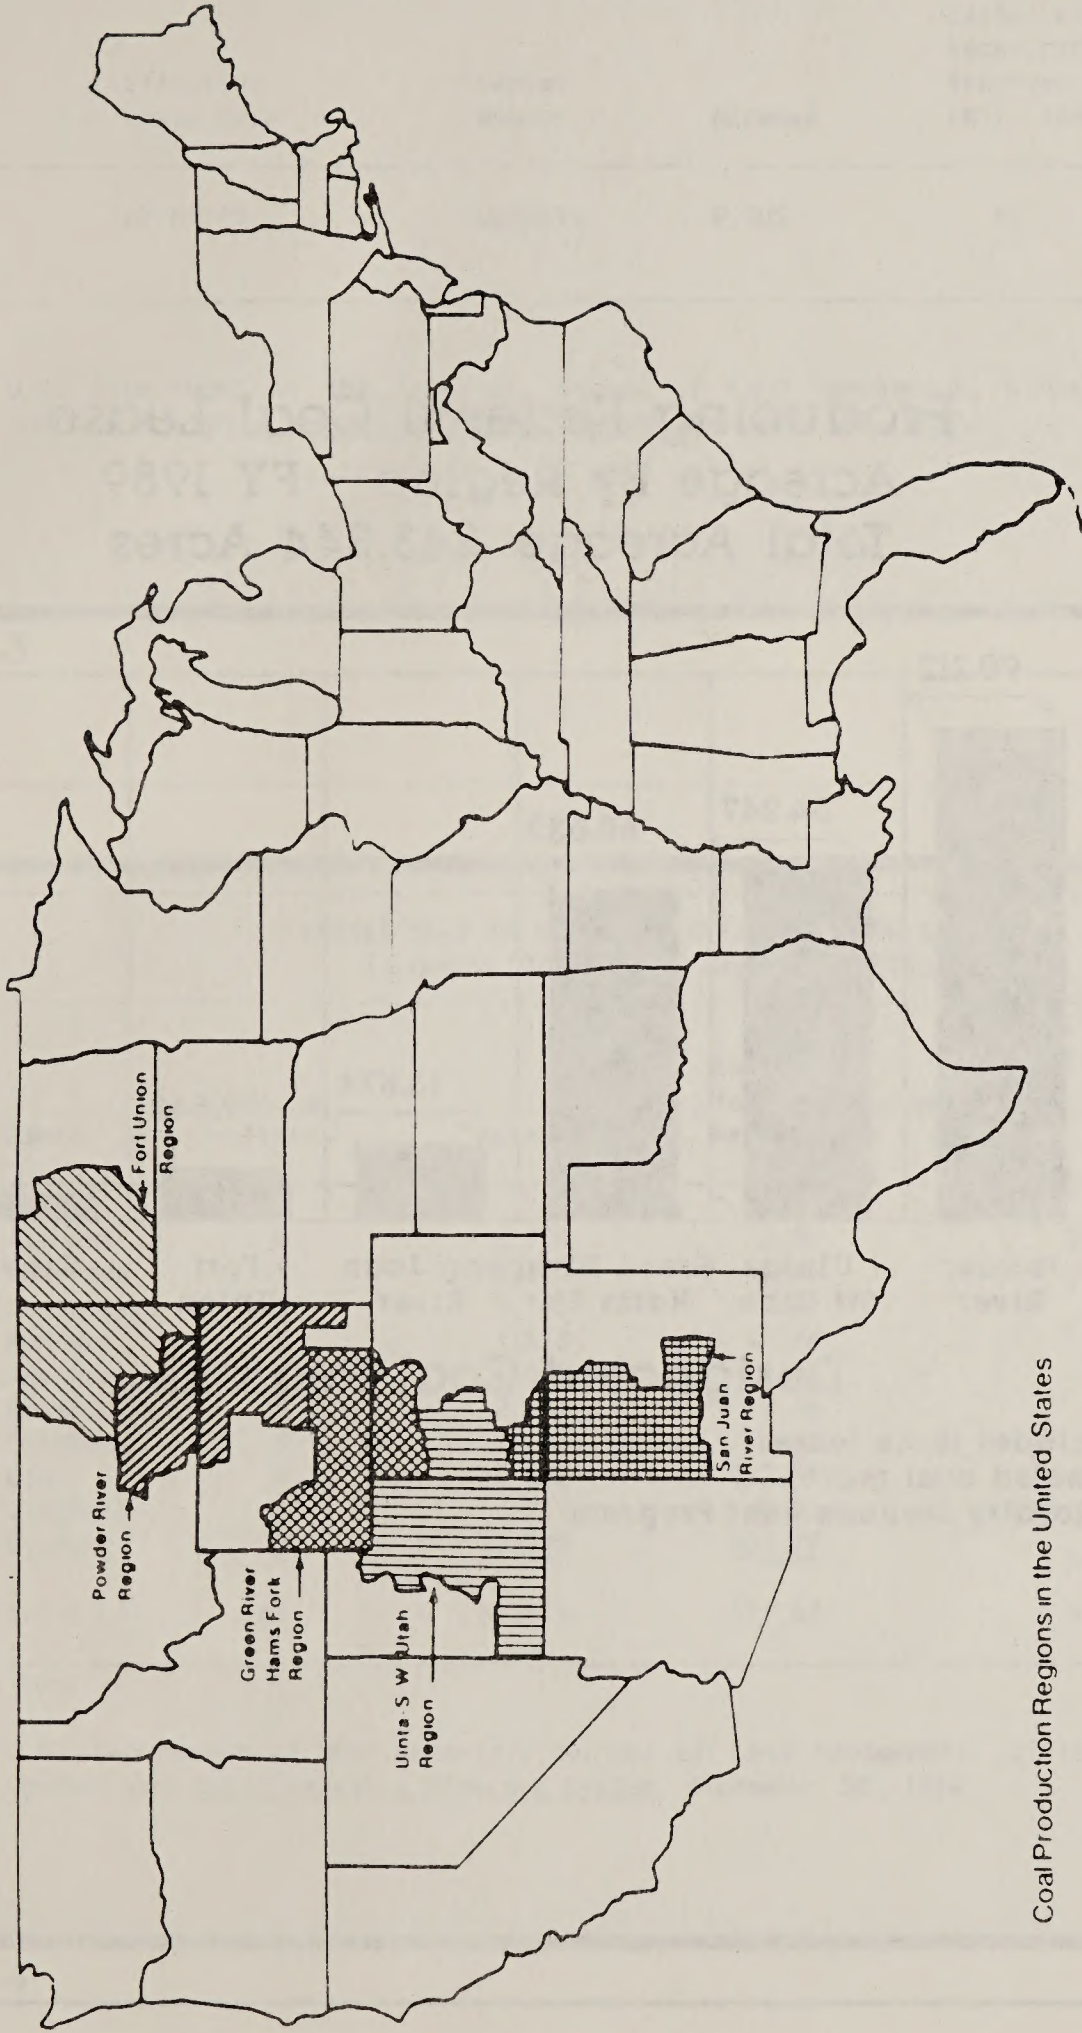 Fort Union
Region
Powder River
Region
Green River
Hams Fork
Region
Uinta-S W Utah
Region
San Juan
River Region
Coal Production Regions in the United States